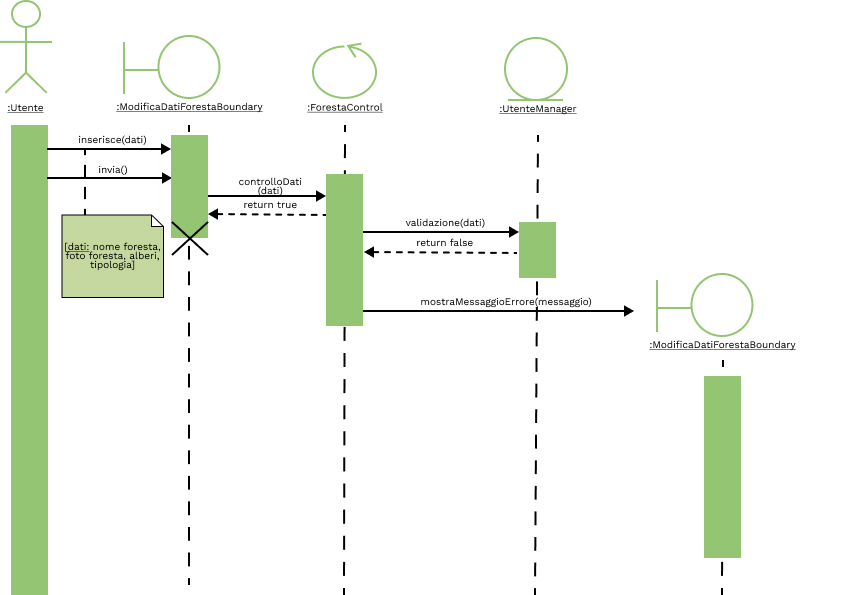 :Utente
:ModificaDatiForestaBoundary
:ForestaControl
:UtenteManager
inserisce(dati)
invia()
controlloDati
(dati)
return true
validazione(dati)
return false
[dati: nome foresta,
foto foresta, alberi,
tipologia]
mostraMessaggioErrore(messaggio)
:ModificaDatiForestaBoundary